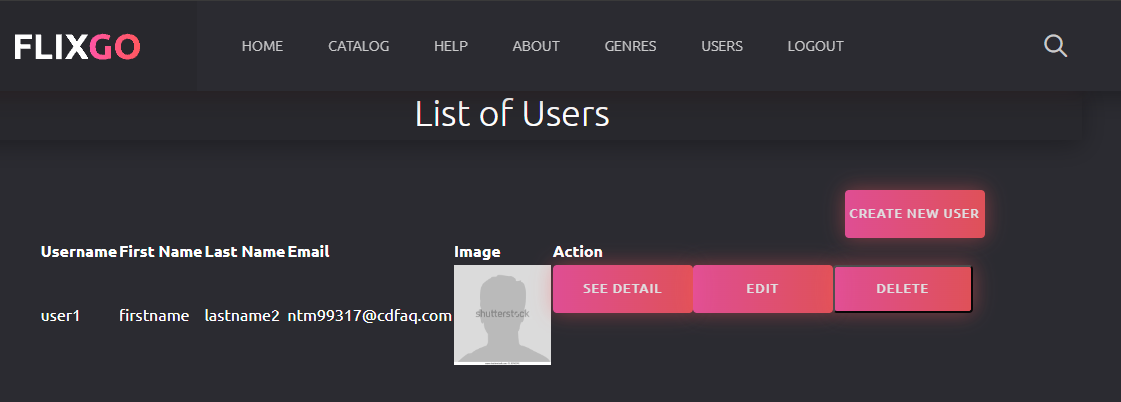 FLIXGO HOME CATALOG HELP ABOUT GENRES USERS LOGOUT
List of Users
CREATE NEW USER
Username First Name Last Name Email Image Action
SEE DETAIL EDIT DELETE
user1 firstname lastname2 ntm99317@cdfaq.com shutterstock